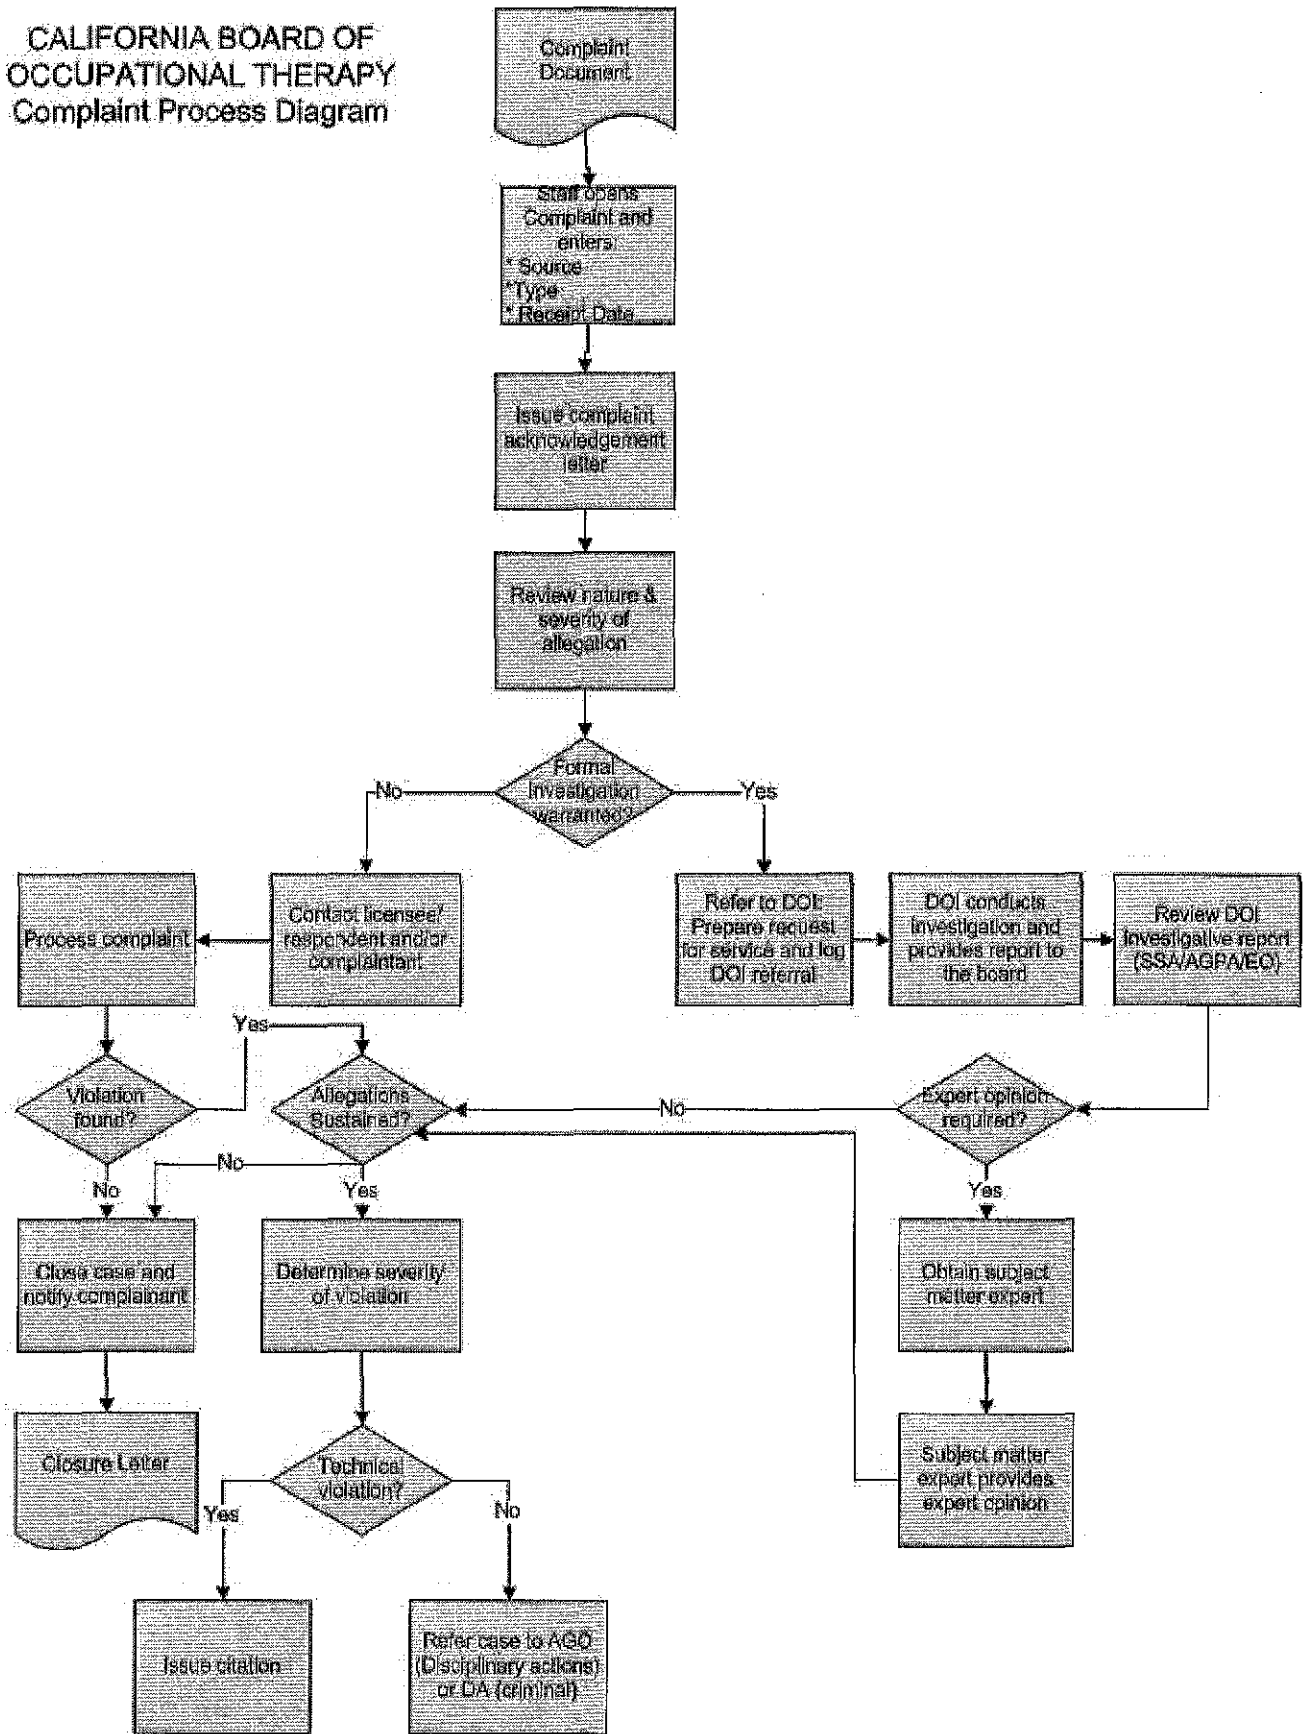 CALIFORNIA BOARD OF
OCCUPATIONAL THERAPY
Complaint Process Diagram
Complaint
Document
Staff opens
Complaint and
enters
* Source
*Type
* Receipt Date
Issue complaint
acknowledgement
letter
Review nature &
severity of
allegation
Formal
Investigation
warranted?
No
Yes
Process complaint
Contact licensee/
respondent and/or
complaintant
Refer to DOI:
Prepare request
for service and log
DOI referral
DOI conducts
investigation and
provides report to
the board
Review DOI
investigative report
(SSA/AGPA/EO)
Yes
Violation
found?
Allegations
Sustained?
No
Expert opinion
required?
No
No
Yes
Yes
Close case and
notify complainant
Determine severity
of violation
Obtain subject
matter expert
Closure Letter
Technical
violation?
Subject matter
expert provides
expert opinion
Yes
No
Issue citation
Refer case to AGO
(Disciplinary actions)
or DA (criminal)